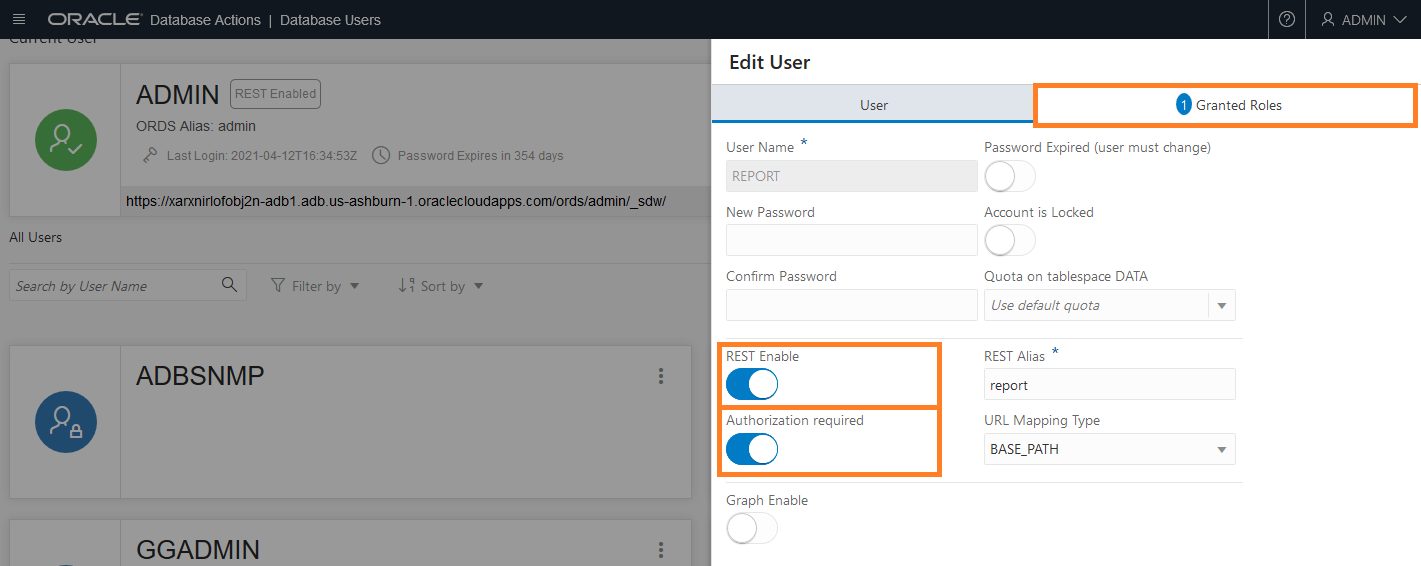 ORACLE Database Actions | Database Users
ADMIN
Current User
ADMIN REST Enabled
ORDS Alias: admin
Last Login: 2021-04-12T16:34:53Z Password Expires in 354 days
https://xarxnirlofobj2n-adb1.adb.us-ashburn-1.oraclecloudapps.com/ords/admin/_sdw/
All Users
Search by User Name Filter by Sort by
ADBSNMP
GGADMIN
Edit User
User 1 Granted Roles
User Name * Password Expired (user must change)
REPORT
New Password Account is Locked
Confirm Password Quota on tablespace DATA
Use default quota
REST Enable REST Alias *
report
Authorization required URL Mapping Type
BASE_PATH
Graph Enable